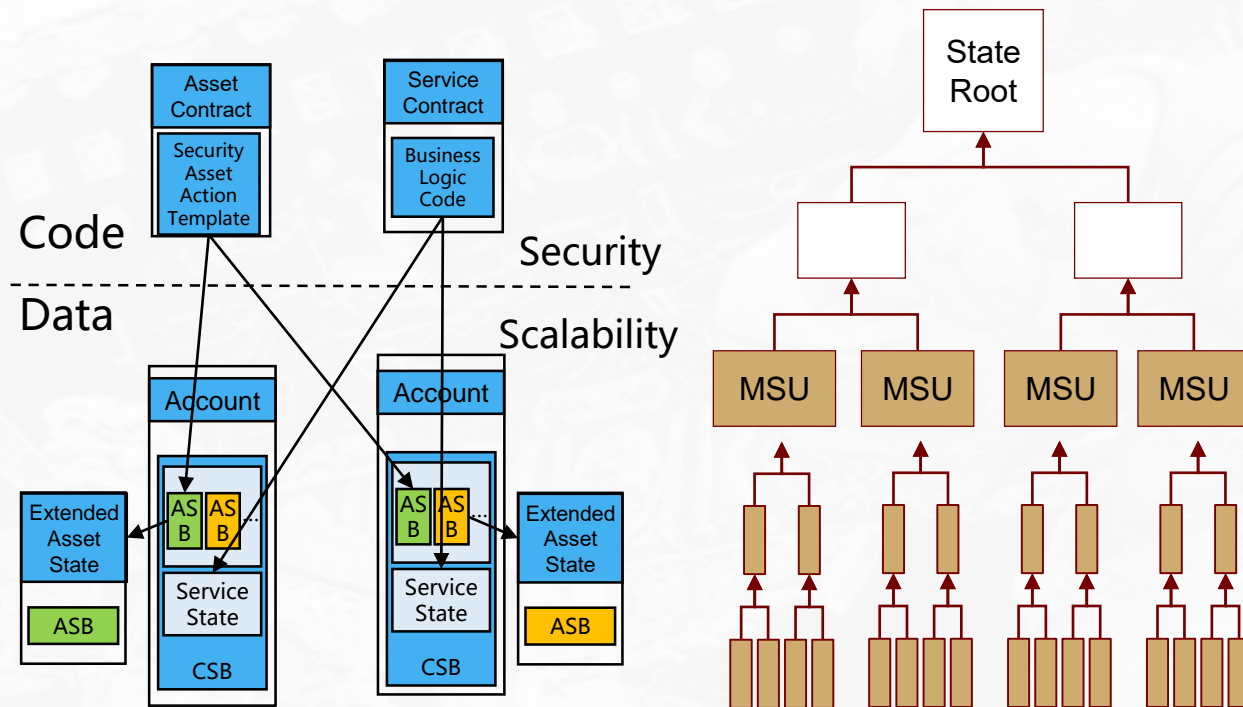 Asset
Contract
Security
Asset
Action
Template
Service
Contract
Business
Logic
Code
Code
Security
Data
Scalability
Account
AS
B
AS
B
...
Service
State
CSB
Extended
Asset
State
ASB
Account
AS
B
AS
B
...
Service
State
CSB
Extended
Asset
State
ASB
State
Root
MSU
MSU
MSU
MSU